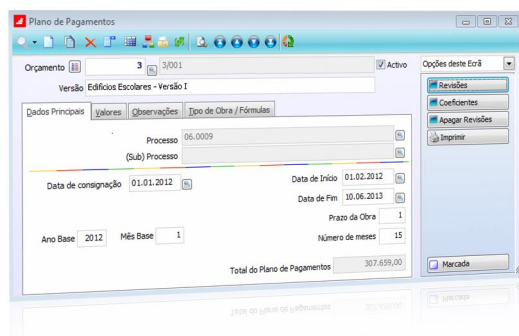 Plano de Pagamentos
Orçamento 3 3/001 Activo
Versão Edificios Escolares - Versão I
Dados Principais Valores Observações Tipo de Obra / Fórmulas
Processo 06.0009
(Sub) Processo
Data de consignação 01.01.2012 Data de Início 01.02.2012
Data de Fim 10.06.2013
Prazo da Obra 1
Ano Base 2012 Mês Base 1 Número de meses 15
Total do Plano de Pagamentos 307.659,00
Opções deste Ecrã
Revisões
Coeficientes
Apagar Revisões
Imprimir
Marcada